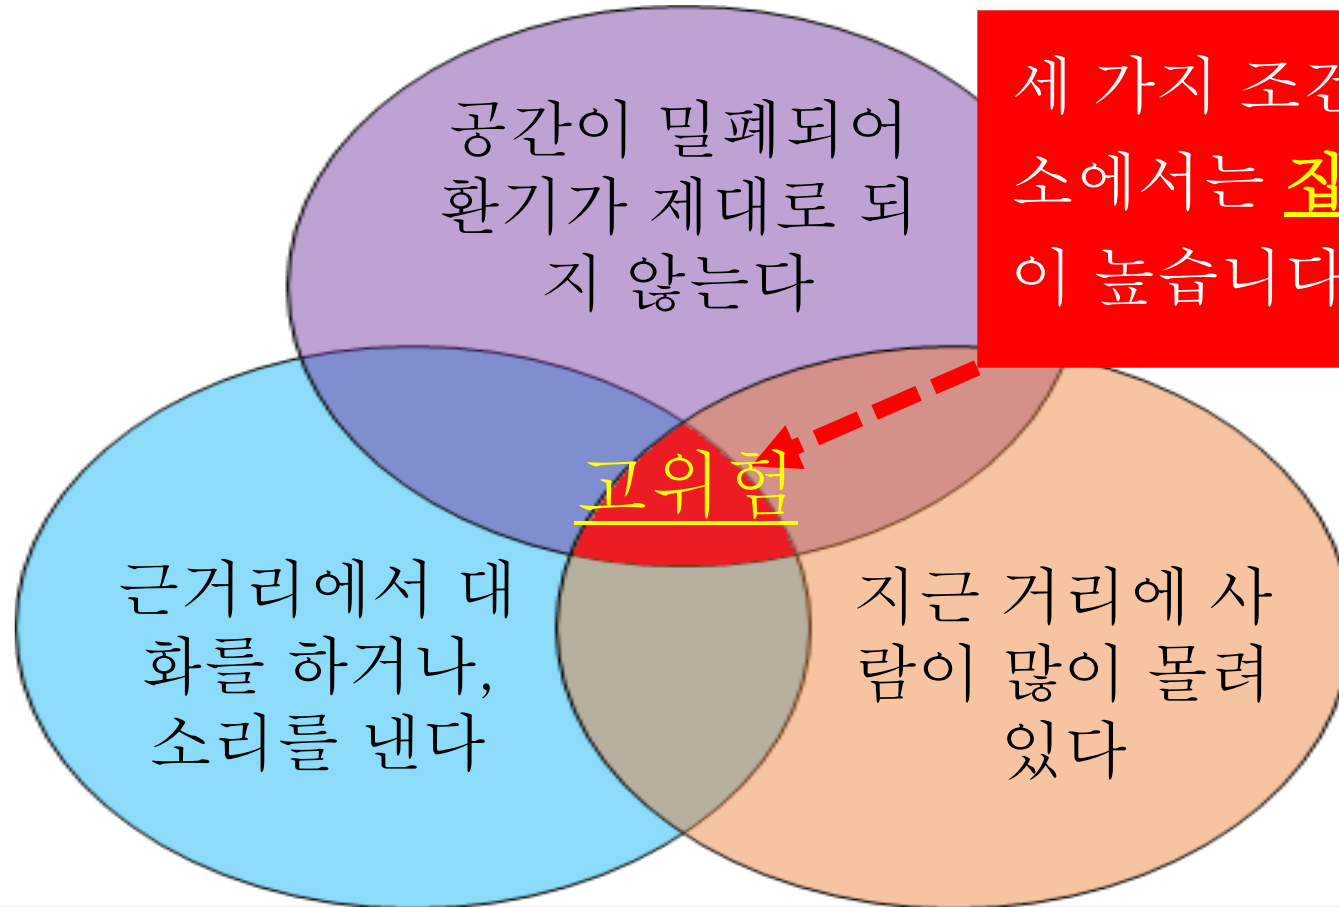 공간이 밀폐되어
환기가 제대로 되
지 않는다
세 가지 조건
소에서는 집
이 높습니다
고위험
근거리에서 대
화를 하거나,
소리를 낸다
지근 거리에 사
람이 많이 몰려
있다